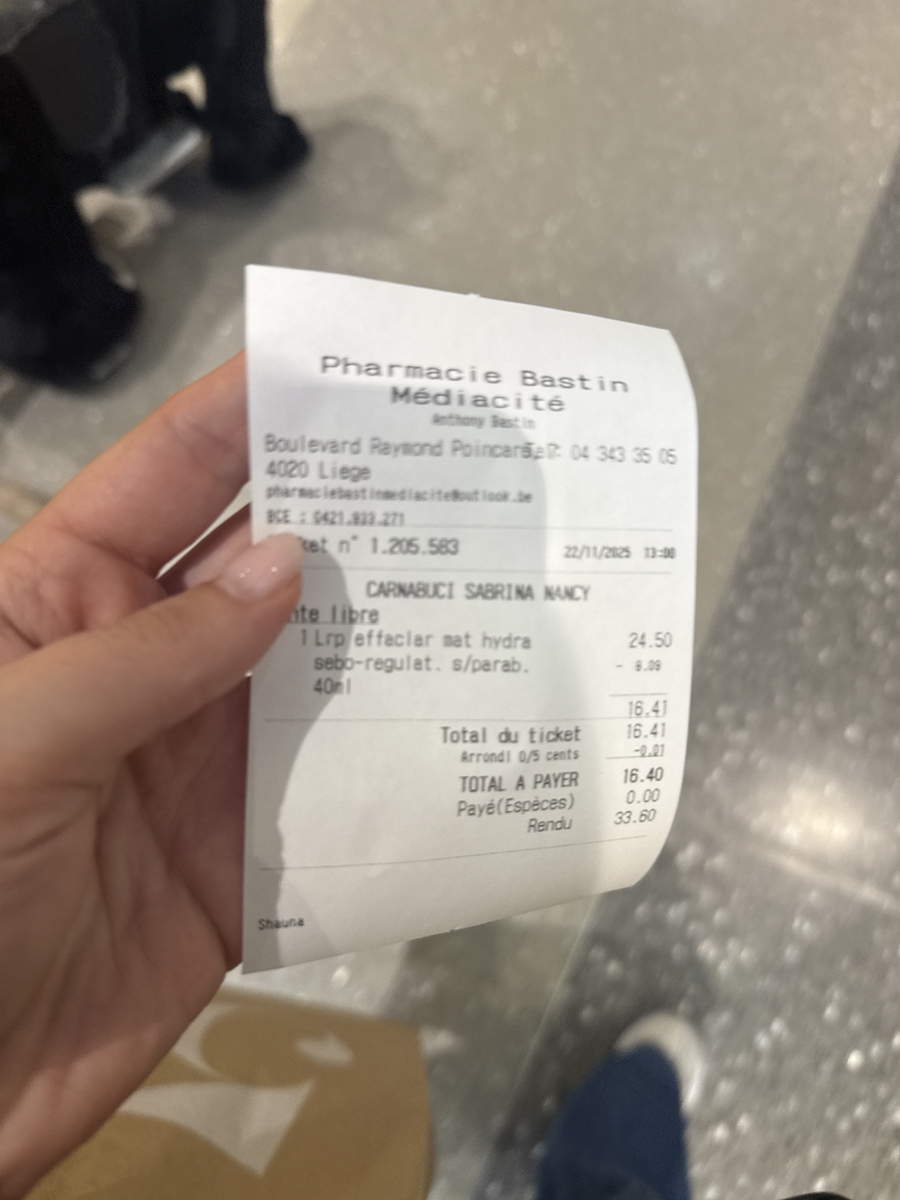 Pharmacie Bastin
Médiacité
Anthony Bastin
Boulevard Raymond Poincaré 04 343 35 05
4020 Liege
pharmaciebastinmediacite@outlook.be
BCE : 0421.933.271
ket n° 1.205.583 22/11/2025 13:00
CARNABUCI SABRINA NANCY
nte libre
1 Lrp effaclar mat hydra 24.50
sebo-regulat. s/parab. - 8.09
40ml
16.41
Total du ticket 16.41
Arrondi 0/5 cents -0.01
TOTAL A PAYER 16.40
Payé(Espèces) 0.00
Rendu 33.60
Shauna